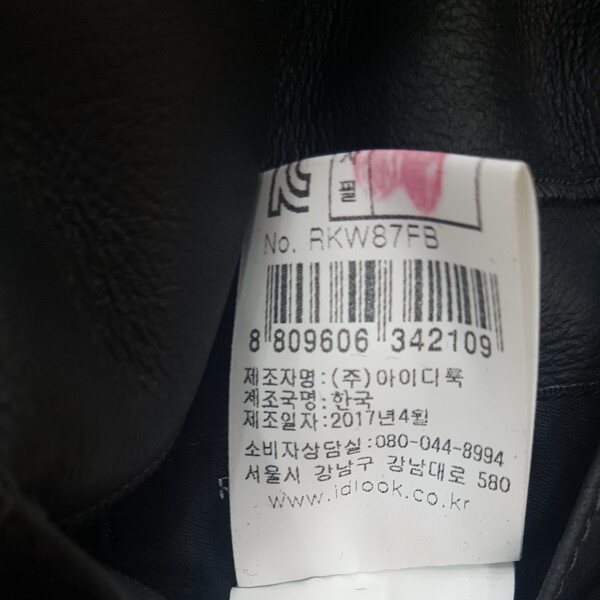 No. RKW87FB
8 809606 342109
제조자명:(주)아이디룩
제조국명:한국
제조일자:2017년4월
소비자상담실:080-044-8994
서울시 강남구 강남대로 580
www.idlook.co.kr